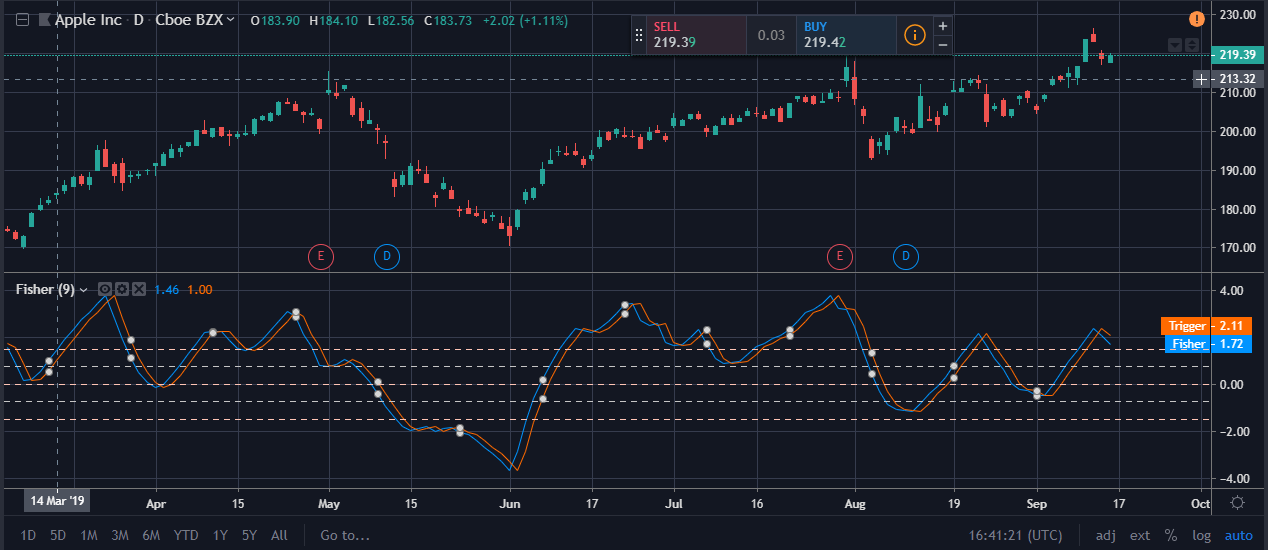 Apple Inc · D · Cboe BZX O183.90 H184.10 L182.56 C183.73 +2.02 (+1.11%)
SELL
219.39
0.03
BUY
219.42
230.00
219.39
213.32
210.00
200.00
190.00
180.00
170.00
E D E D
Fisher (9) 1.46 1.00
4.00
Trigger 2.11
Fisher 1.72
0.00
−2.00
−4.00
14 Mar '19 Apr 15 May 15 Jun 17 Jul 16 Aug 19 Sep 17 Oct
1D 5D 1M 3M 6M YTD 1Y 5Y All Go to... 16:41:21 (UTC) adj ext % log auto